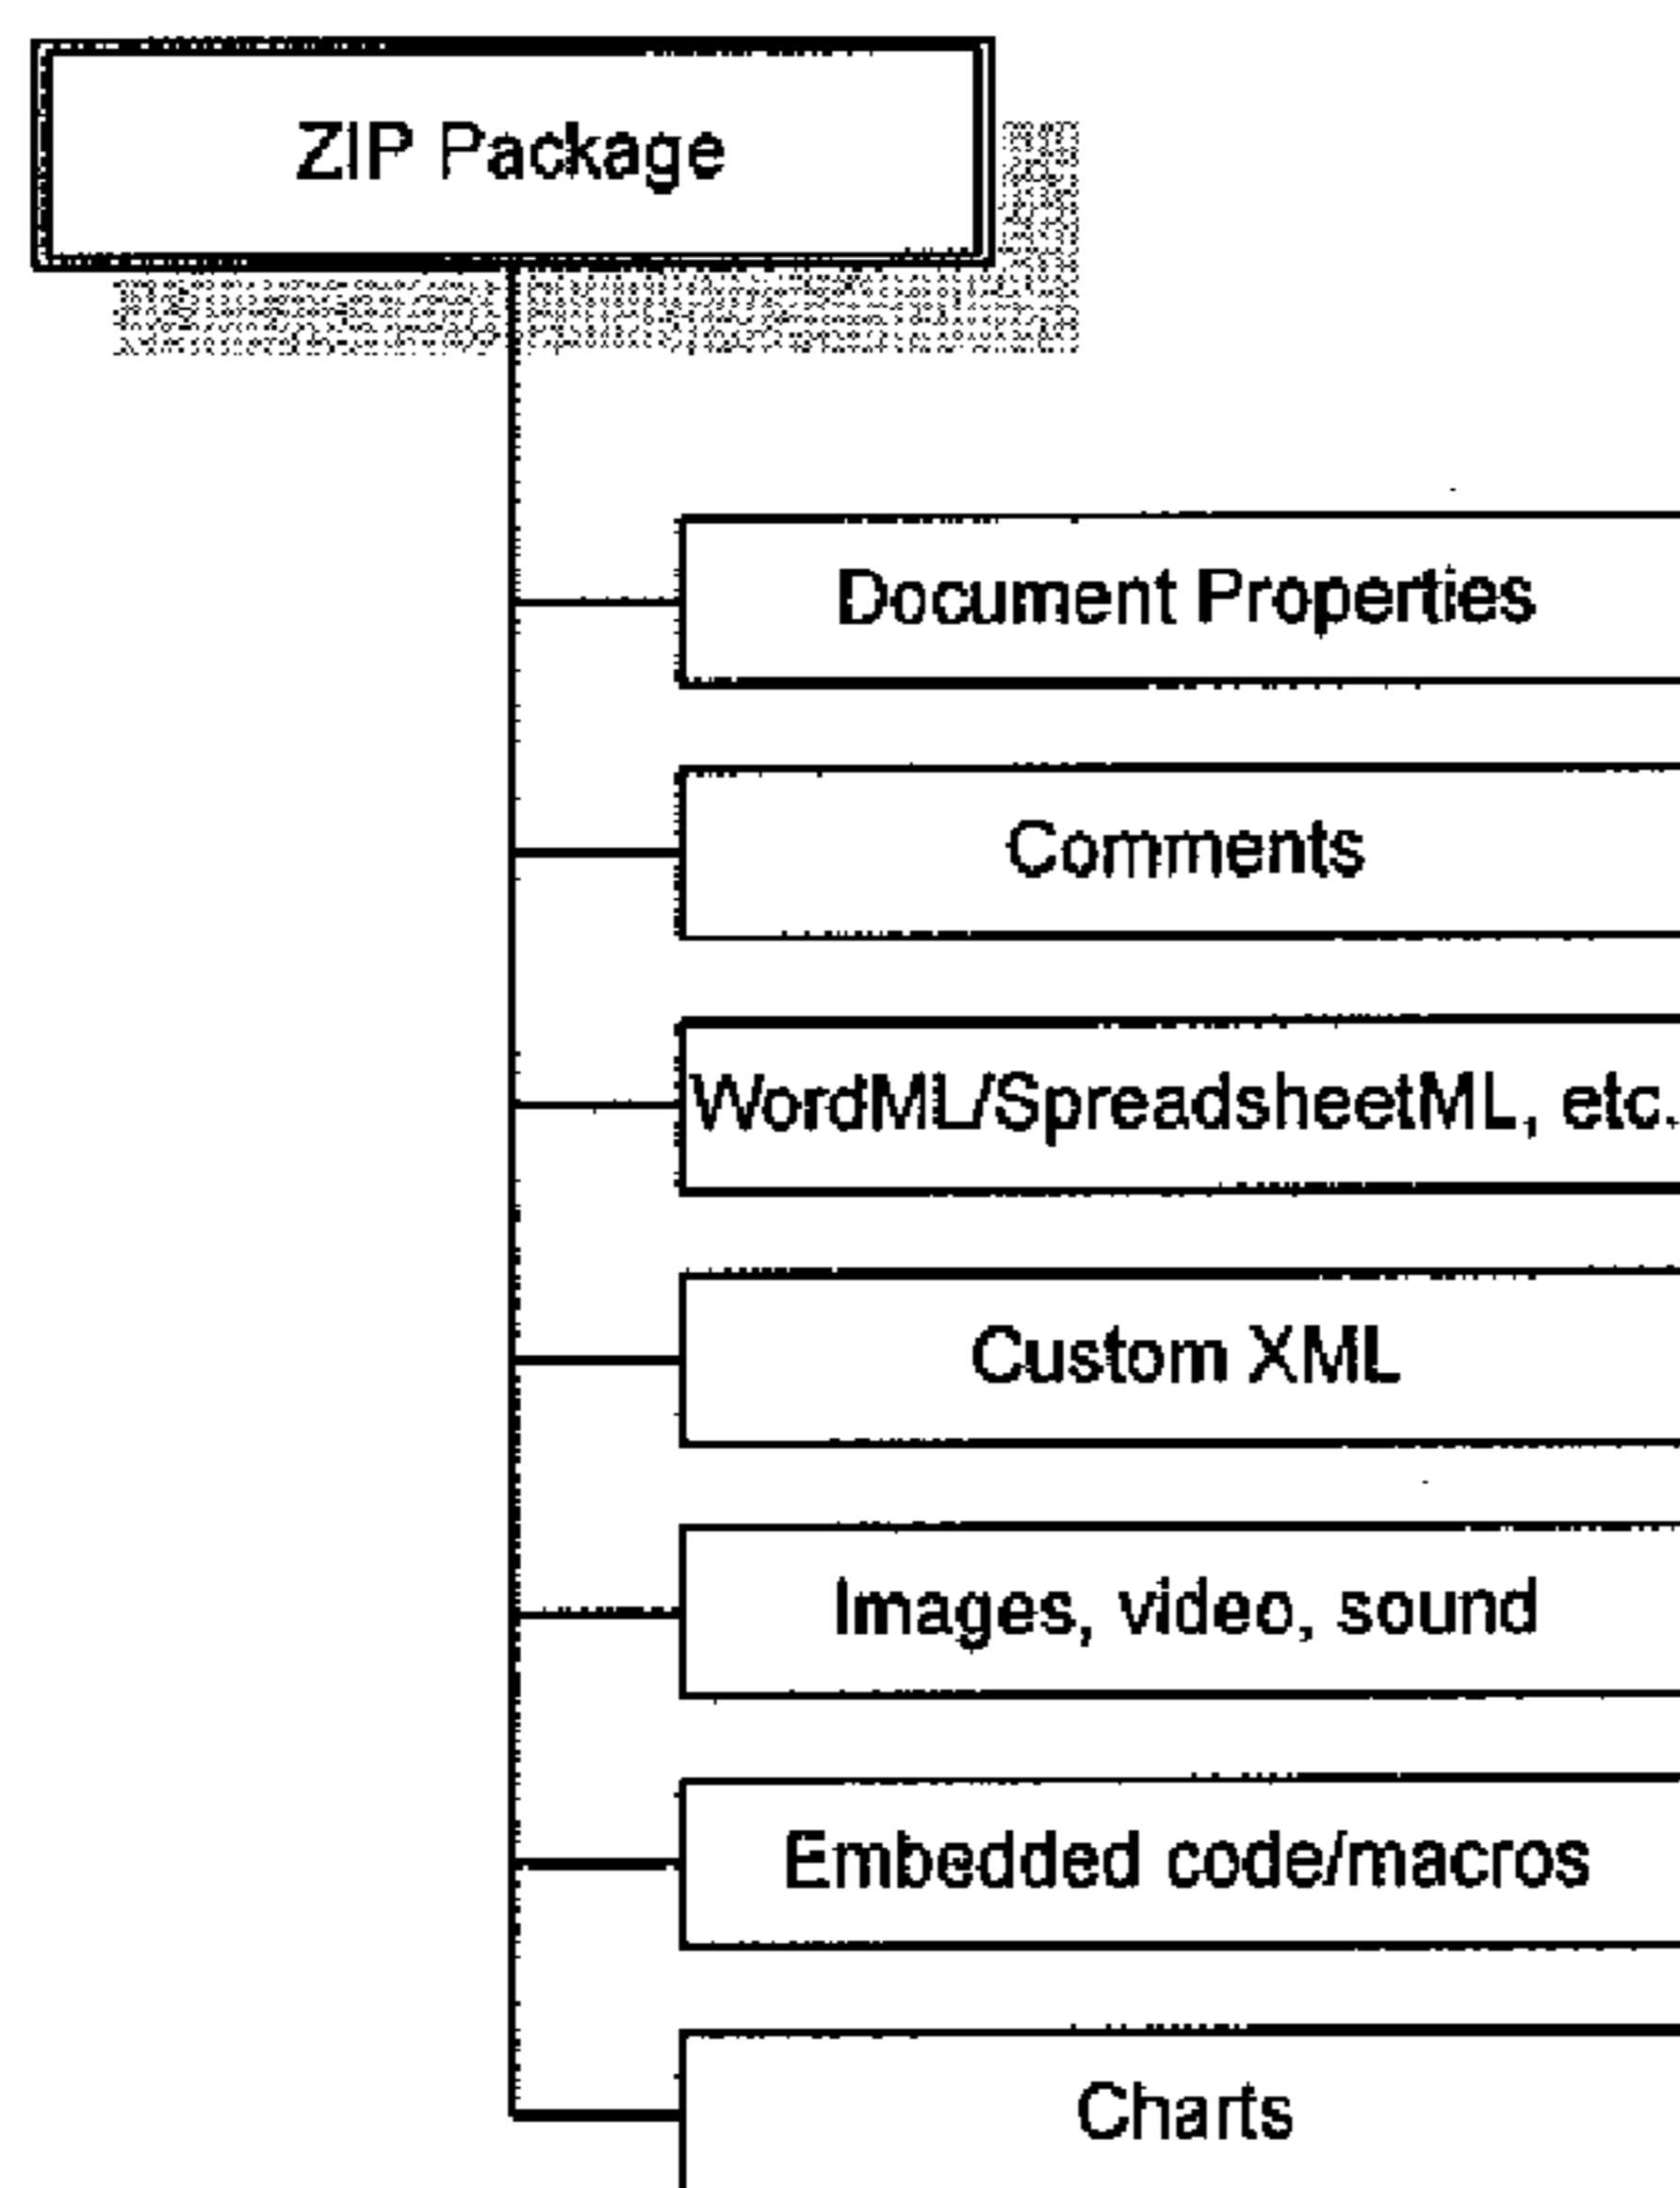 ZIP Package
Document Properties
Comments
WordML/SpreadsheetML, etc.
Custom XML
Images, video, sound
Embedded code/macros
Charts